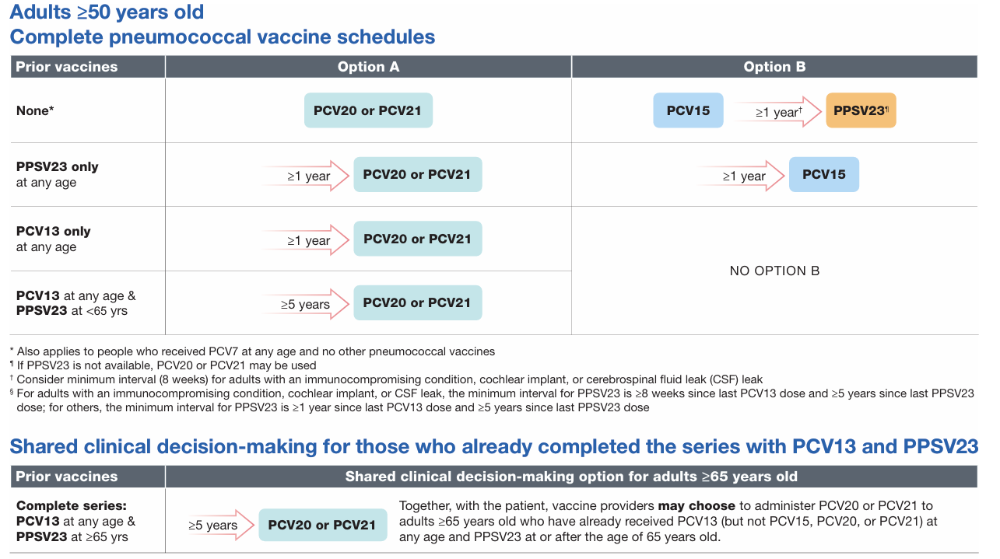 Adults ≥50 years old
Complete pneumococcal vaccine schedules
Prior vaccines
Option A
Option B
None*
PCV20 or PCV21
PCV15
≥1 year†
PPSV23¶
PPSV23 only
at any age
≥1 year
PCV20 or PCV21
≥1 year
PCV15
PCV13 only
at any age
≥1 year
PCV20 or PCV21
NO OPTION B
PCV13 at any age &
PPSV23 at <65 yrs
≥5 years
PCV20 or PCV21
* Also applies to people who received PCV7 at any age and no other pneumococcal vaccines
¶ If PPSV23 is not available, PCV20 or PCV21 may be used
† Consider minimum interval (8 weeks) for adults with an immunocompromising condition, cochlear implant, or cerebrospinal fluid leak (CSF) leak
§ For adults with an immunocompromising condition, cochlear implant, or CSF leak, the minimum interval for PPSV23 is ≥8 weeks since last PCV13 dose and ≥5 years since last PPSV23
dose; for others, the minimum interval for PPSV23 is ≥1 year since last PCV13 dose and ≥5 years since last PPSV23 dose
Shared clinical decision-making for those who already completed the series with PCV13 and PPSV23
Prior vaccines
Shared clinical decision-making option for adults ≥65 years old
Complete series:
PCV13 at any age &
PPSV23 at ≥65 yrs
≥5 years
PCV20 or PCV21
Together, with the patient, vaccine providers may choose to administer PCV20 or PCV21 to
adults ≥65 years old who have already received PCV13 (but not PCV15, PCV20, or PCV21) at
any age and PPSV23 at or after the age of 65 years old.